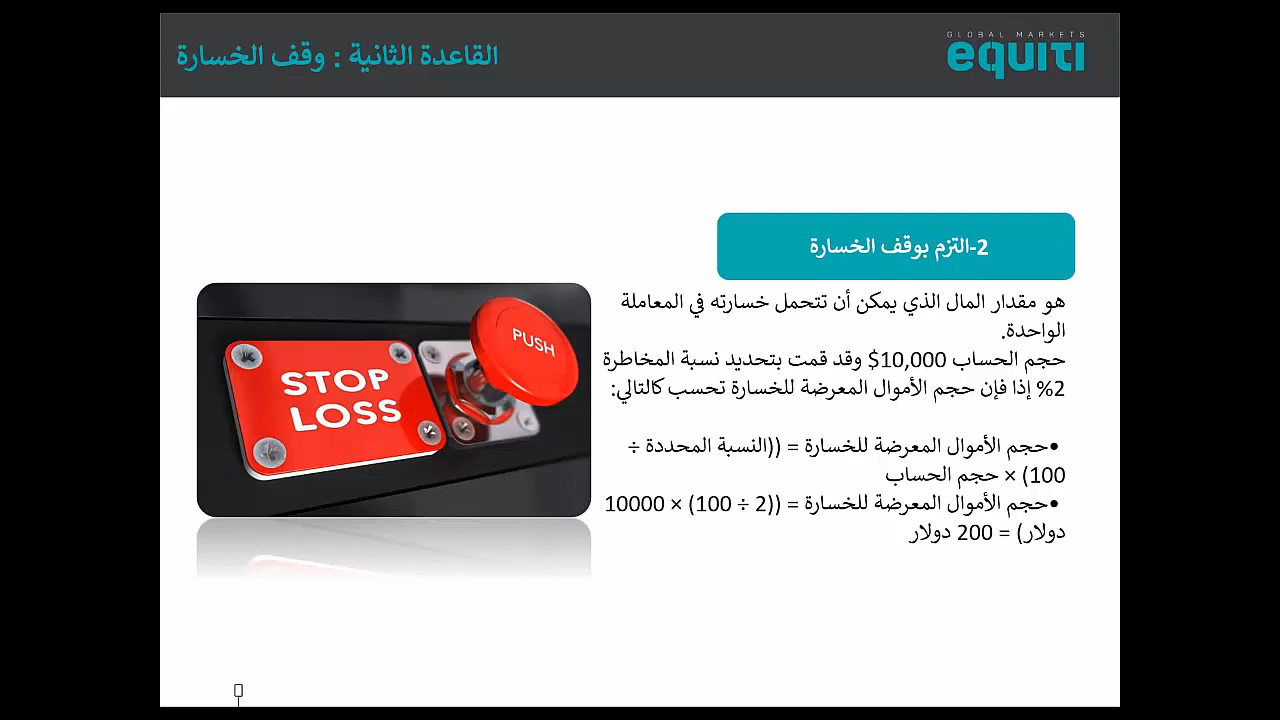 القاعدة الثانية : وقف الخسارة
GLOBAL MARKETS
equiti
2-التزم بوقف الخسارة
هو مقدار المال الذي يمكن أن تتحمل خسارته في المعاملة
الواحدة.
حجم الحساب 10,000$ وقد قمت بتحديد نسبة المخاطرة
2% إذا فإن حجم الأموال المعرضة للخسارة تحسب كالتالي:
•حجم الأموال المعرضة للخسارة = ((النسبة المحددة ÷
100) × حجم الحساب
•حجم الأموال المعرضة للخسارة = ((2 ÷ 100) × 10000
دولار) = 200 دولار
STOP
LOSS
PUSH